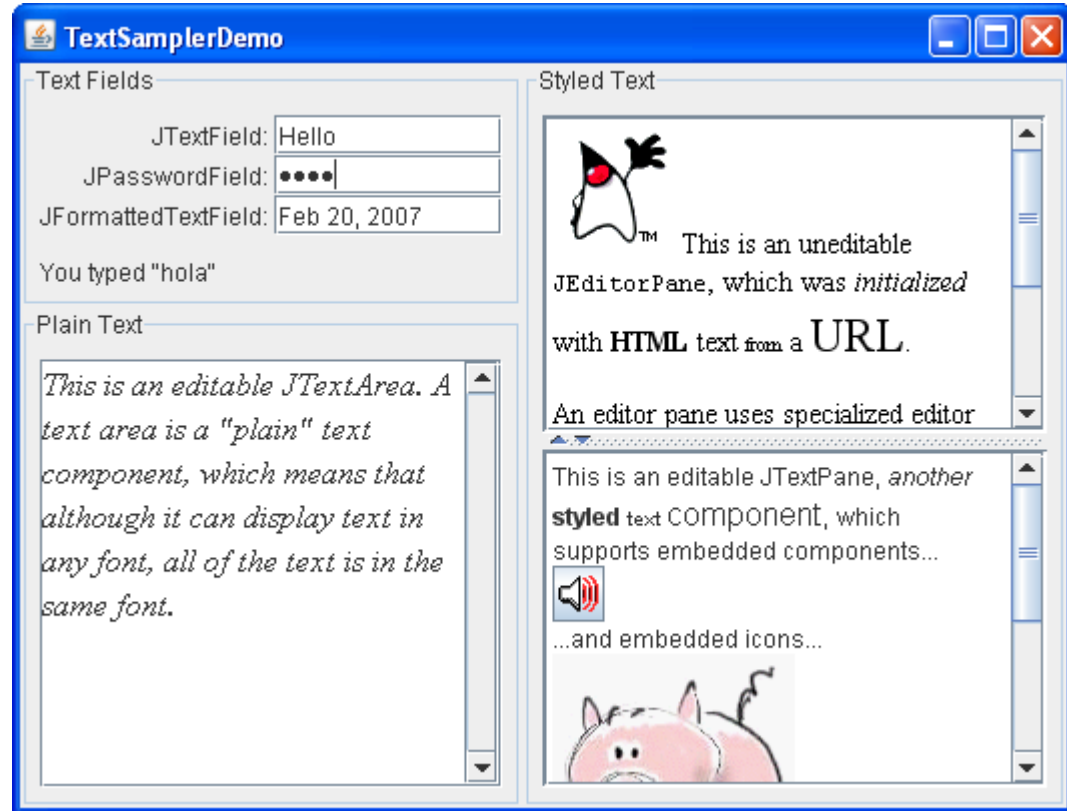 TextSamplerDemo
Text Fields
JTextField: Hello
JPasswordField: ••••
JFormattedTextField: Feb 20, 2007
You typed "hola"
Plain Text
This is an editable JTextArea. A
text area is a "plain" text
component, which means that
although it can display text in
any font, all of the text is in the
same font.
Styled Text
TM This is an uneditable
JEditorPane, which was initialized
with HTML text from a URL.
An editor pane uses specialized editor
This is an editable JTextPane, another
styled text component, which
supports embedded components...
...and embedded icons...